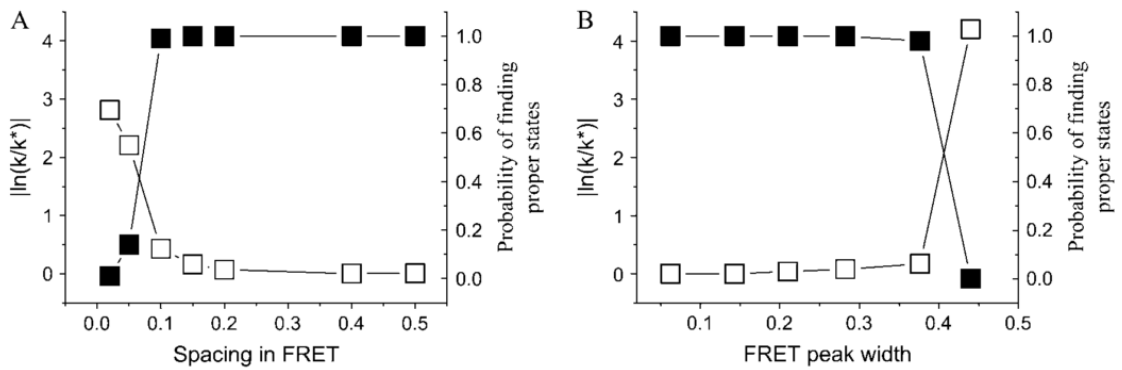 A
B
4
3
2
1
0
|ln(k/k*)|
1.0
0.8
0.6
0.4
0.2
0.0
Probability of finding
proper states
0.0 0.1 0.2 0.3 0.4 0.5
Spacing in FRET
4
3
2
1
0
|ln(k/k*)|
1.0
0.8
0.6
0.4
0.2
0.0
Probability of finding
proper states
0.1 0.2 0.3 0.4 0.5
FRET peak width